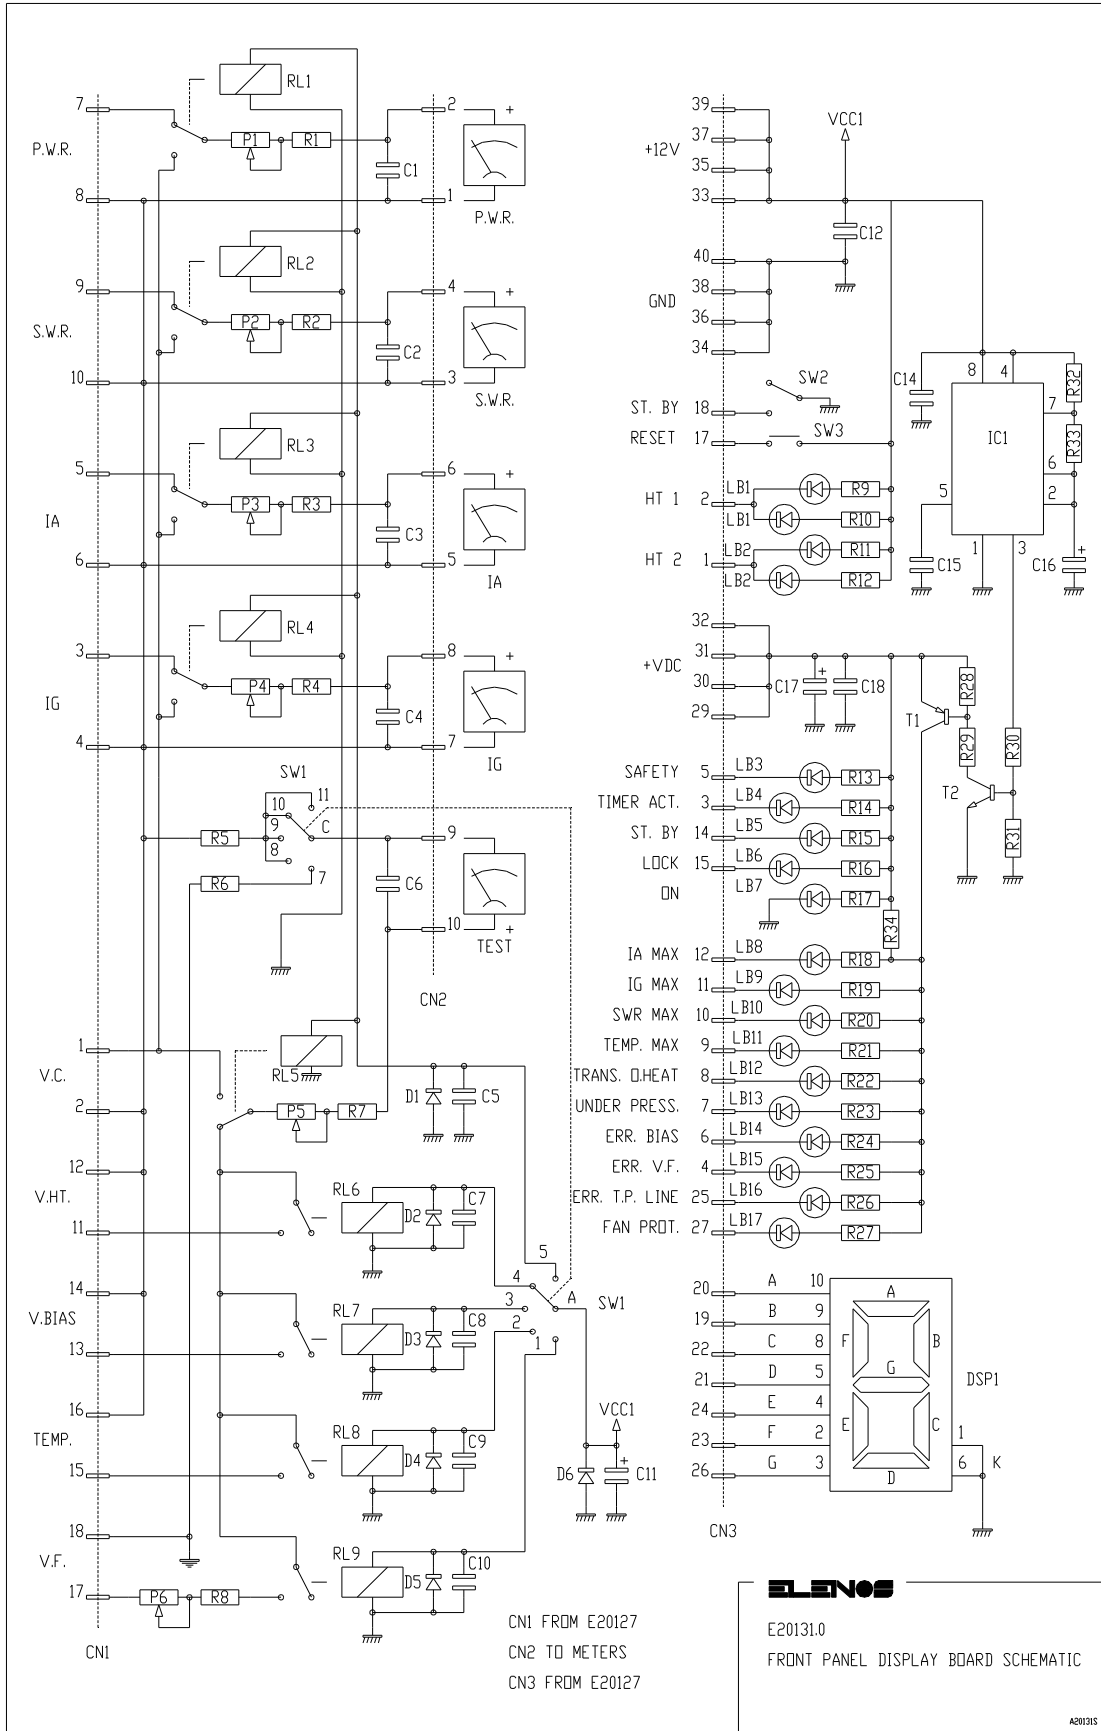 RL1
7
2
+
P1
R1
P.W.R.
C1
8
1
P.W.R.
RL2
9
4
+
P2
R2
S.W.R.
C2
10
3
S.W.R.
RL3
5
6
+
P3
R3
IA
C3
6
5
IA
RL4
3
8
+
P4
R4
IG
C4
4
7
IG
SW1
11
10
9
C
8
7
R5
R6
9
C6
10
+
TEST
CN2
1
V.C.
RL5
2
P5
R7
D1
C5
12
V.HT.
11
RL6
D2
C7
14
V.BIAS
13
RL7
D3
C8
5
4
3
A
SW1
2
1
16
TEMP.
15
RL8
D4
C9
VCC1
D6
+
C11
18
V.F.
17
P6
R8
RL9
D5
C10
CN1
39
37
+12V
35
33
VCC1
C12
40
38
GND
36
34
SW2
ST. BY 18
RESET 17
SW3
C14
8
4
R32
7
IC1
R33
6
5
2
1
3
C15
C16
+
HT 1 2
LB1
R9
LB1
R10
HT 2 1
LB2
R11
LB2
R12
32
31
+VDC
30
29
C17
+
C18
T1
R28
R29
R30
T2
R31
SAFETY 5 LB3 R13
TIMER ACT. 3 LB4 R14
ST. BY 14 LB5 R15
LOCK 15 LB6 R16
ON LB7 R17
R34
IA MAX 12 LB8 R18
IG MAX 11 LB9 R19
SWR MAX 10 LB10 R20
TEMP. MAX 9 LB11 R21
TRANS. O.HEAT 8 LB12 R22
UNDER PRESS. 7 LB13 R23
ERR. BIAS 6 LB14 R24
ERR. V.F. 4 LB15 R25
ERR. T.P. LINE 25 LB16 R26
FAN PROT. 27 LB17 R27
20 A 10
19 B 9
22 C 8
21 D 5
24 E 4
23 F 2
26 G 3
A
F
B
G
E
C
D
DSP1
1
6
K
CN3
CN1 FROM E20127
CN2 TO METERS
CN3 FROM E20127
ELENOS
E20131.0
FRONT PANEL DISPLAY BOARD SCHEMATIC
A20131S